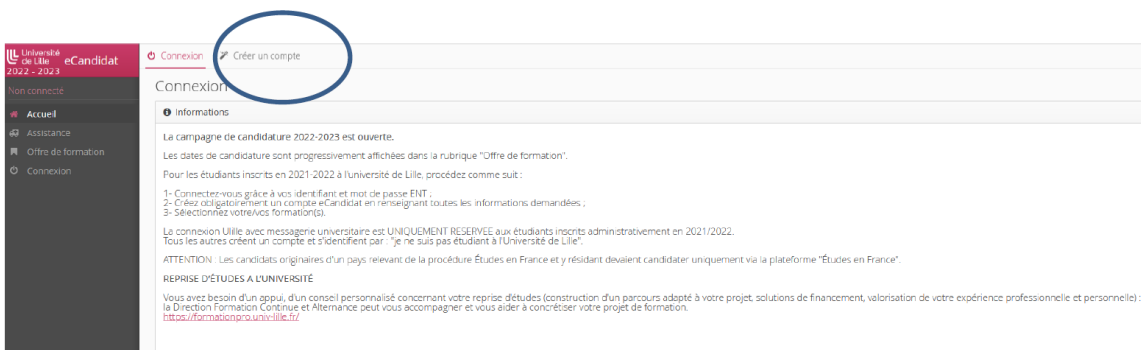 Université
de Lille eCandidat
2022 - 2023
Non connecté
Accueil
Assistance
Offre de formation
Connexion
Connexion Créer un compte
Connexion
Informations
La campagne de candidature 2022-2023 est ouverte.
Les dates de candidature sont progressivement affichées dans la rubrique "Offre de formation".
Pour les étudiants inscrits en 2021-2022 à l'université de Lille, procédez comme suit :
1- Connectez-vous grâce à vos identifiant et mot de passe ENT ;
2- Créez obligatoirement un compte eCandidat en renseignant toutes les informations demandées ;
3- Sélectionnez votre/vos formation(s).
La connexion Ulille avec messagerie universitaire est UNIQUEMENT RESERVEE aux étudiants inscrits administrativement en 2021/2022.
Tous les autres créent un compte et s'identifient par : "je ne suis pas étudiant à l'Université de Lille".
ATTENTION : Les candidats originaires d'un pays relevant de la procédure Études en France et y résidant devaient candidater uniquement via la plateforme "Études en France".
REPRISE D'ÉTUDES A L'UNIVERSITÉ
Vous avez besoin d'un appui, d'un conseil personnalisé concernant votre reprise d'études (construction d'un parcours adapté à votre projet, solutions de financement, valorisation de votre expérience professionnelle et personnelle) :
la Direction Formation Continue et Alternance peut vous accompagner et vous aider à concrétiser votre projet de formation.
https://formationpro.univ-lille.fr/